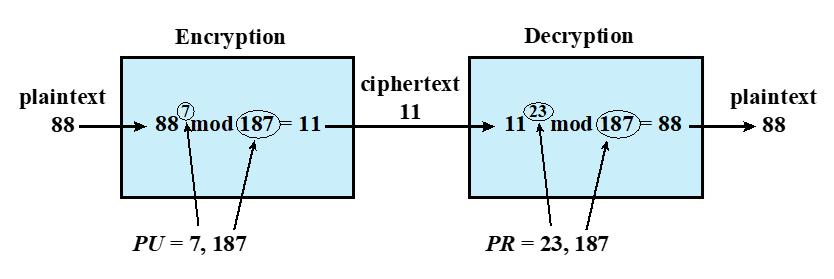 Encryption
Decryption
plaintext
88
88^7 mod 187 = 11
ciphertext
11
11^23 mod 187 = 88
plaintext
88
PU = 7, 187
PR = 23, 187